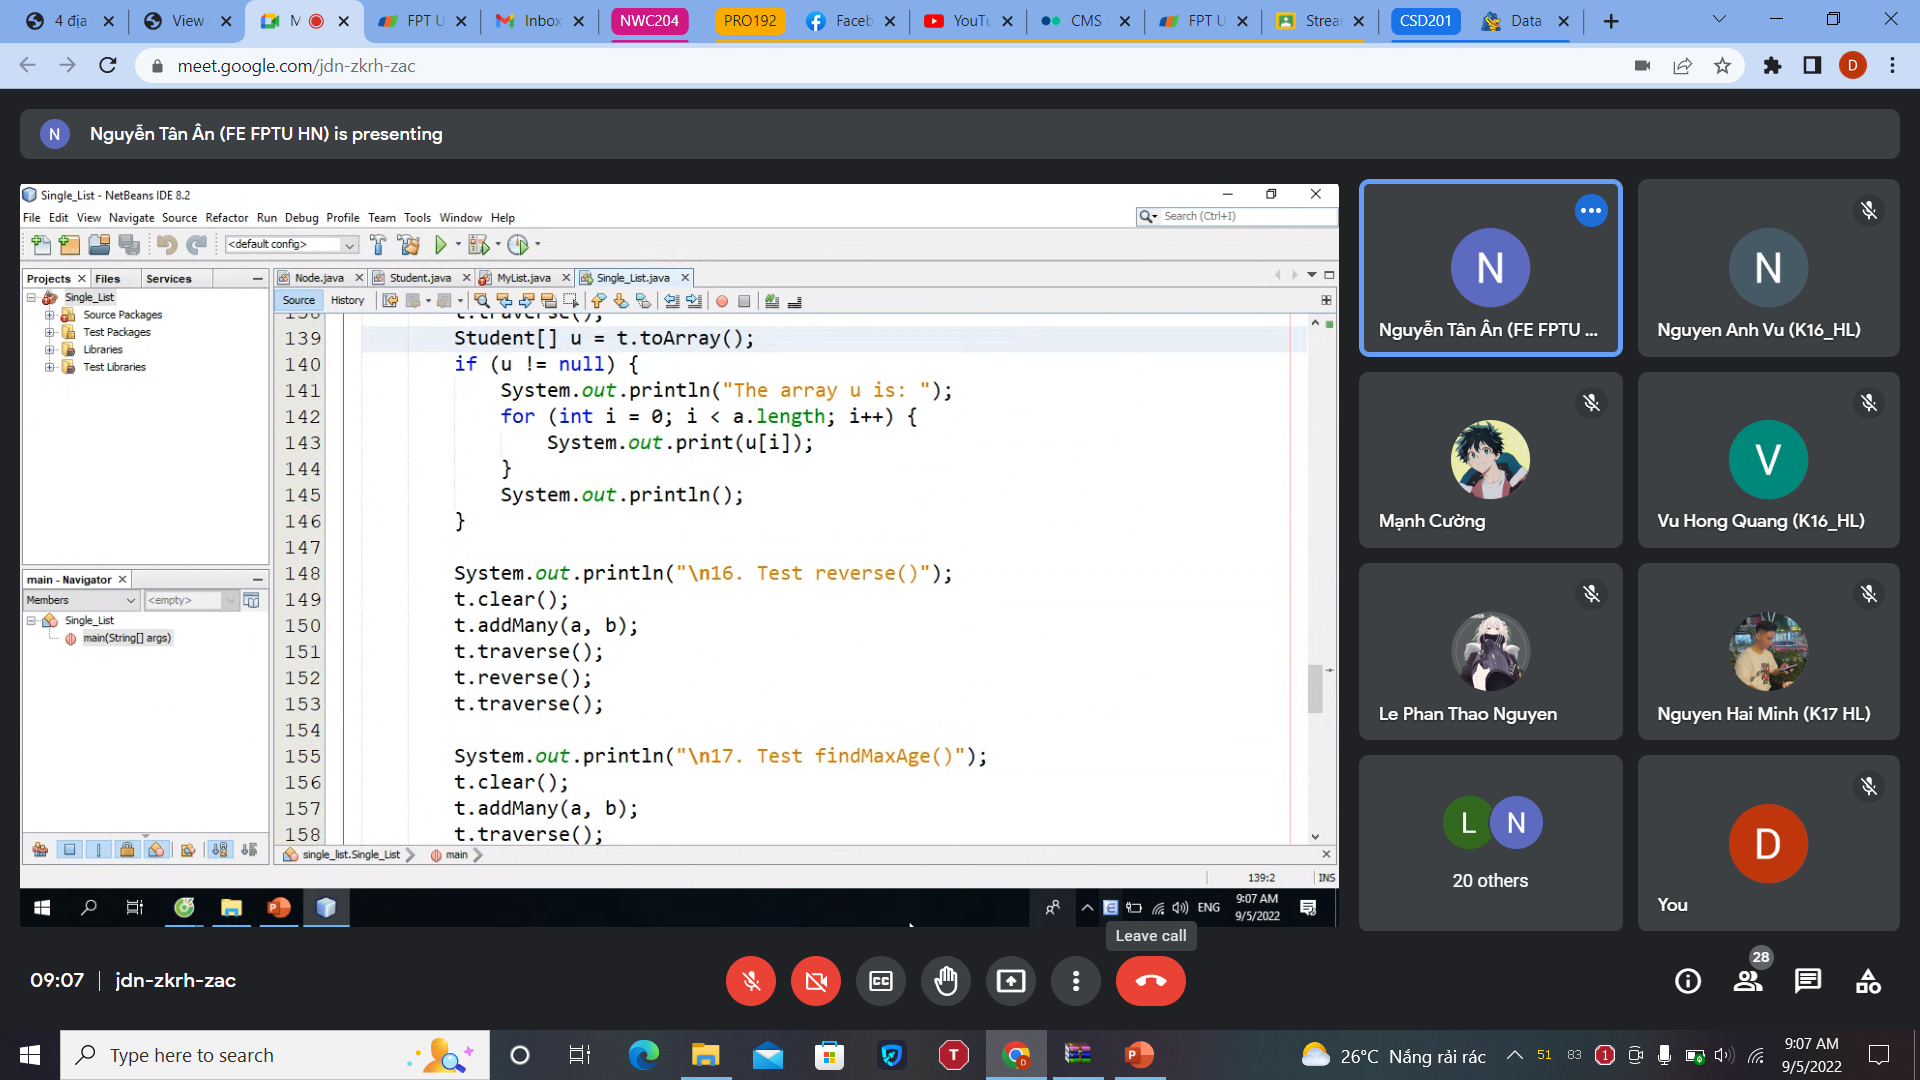 4 địa
View
M
FPT U
Inbox
NWC204
PRO192
Faceb
YouTu
CMS
FPT U
Strea
CSD201
Data
meet.google.com/jdn-zkrh-zac
D
N
Nguyễn Tân Ân (FE FPTU HN) is presenting
Single_List - NetBeans IDE 8.2
File Edit View Navigate Source Refactor Run Debug Profile Team Tools Window Help
Search (Ctrl+I)
<default config>
Projects Files Services
Single_List
Source Packages
Test Packages
Libraries
Test Libraries
Node.java Student.java MyList.java Single_List.java
Source History
138 t.traverse();
139 Student[] u = t.toArray();
140 if (u != null) {
141 System.out.println("The array u is: ");
142 for (int i = 0; i < a.length; i++) {
143 System.out.print(u[i]);
144 }
145 System.out.println();
146 }
147
148 System.out.println("\n16. Test reverse()");
149 t.clear();
150 t.addMany(a, b);
151 t.traverse();
152 t.reverse();
153 t.traverse();
154
155 System.out.println("\n17. Test findMaxAge()");
156 t.clear();
157 t.addMany(a, b);
158 t.traverse();
main - Navigator
Members <empty>
Single_List
main(String[] args)
single_list.Single_List main
139:2 INS
ENG
9:07 AM
9/5/2022
N
Nguyễn Tân Ân (FE FPTU ...
N
Nguyen Anh Vu (K16_HL)
Mạnh Cường
V
Vu Hong Quang (K16_HL)
Le Phan Thao Nguyen
Nguyen Hai Minh (K17 HL)
L N
20 others
D
You
Leave call
09:07 | jdn-zkrh-zac
28
Type here to search
T
26°C Nắng rải rác
51 83 1
9:07 AM
9/5/2022